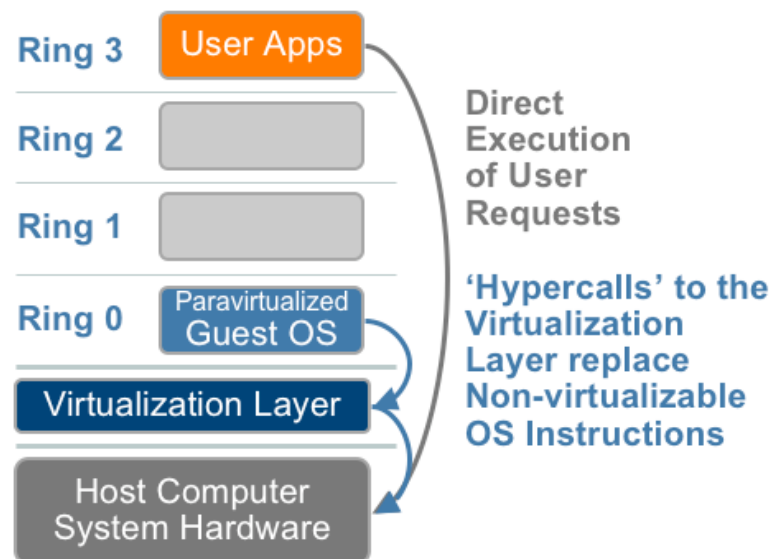 Ring 3
User Apps
Ring 2
Ring 1
Ring 0
Paravirtualized
Guest OS
Virtualization Layer
Host Computer
System Hardware
Direct
Execution
of User
Requests
‘Hypercalls’ to the
Virtualization
Layer replace
Non-virtualizable
OS Instructions